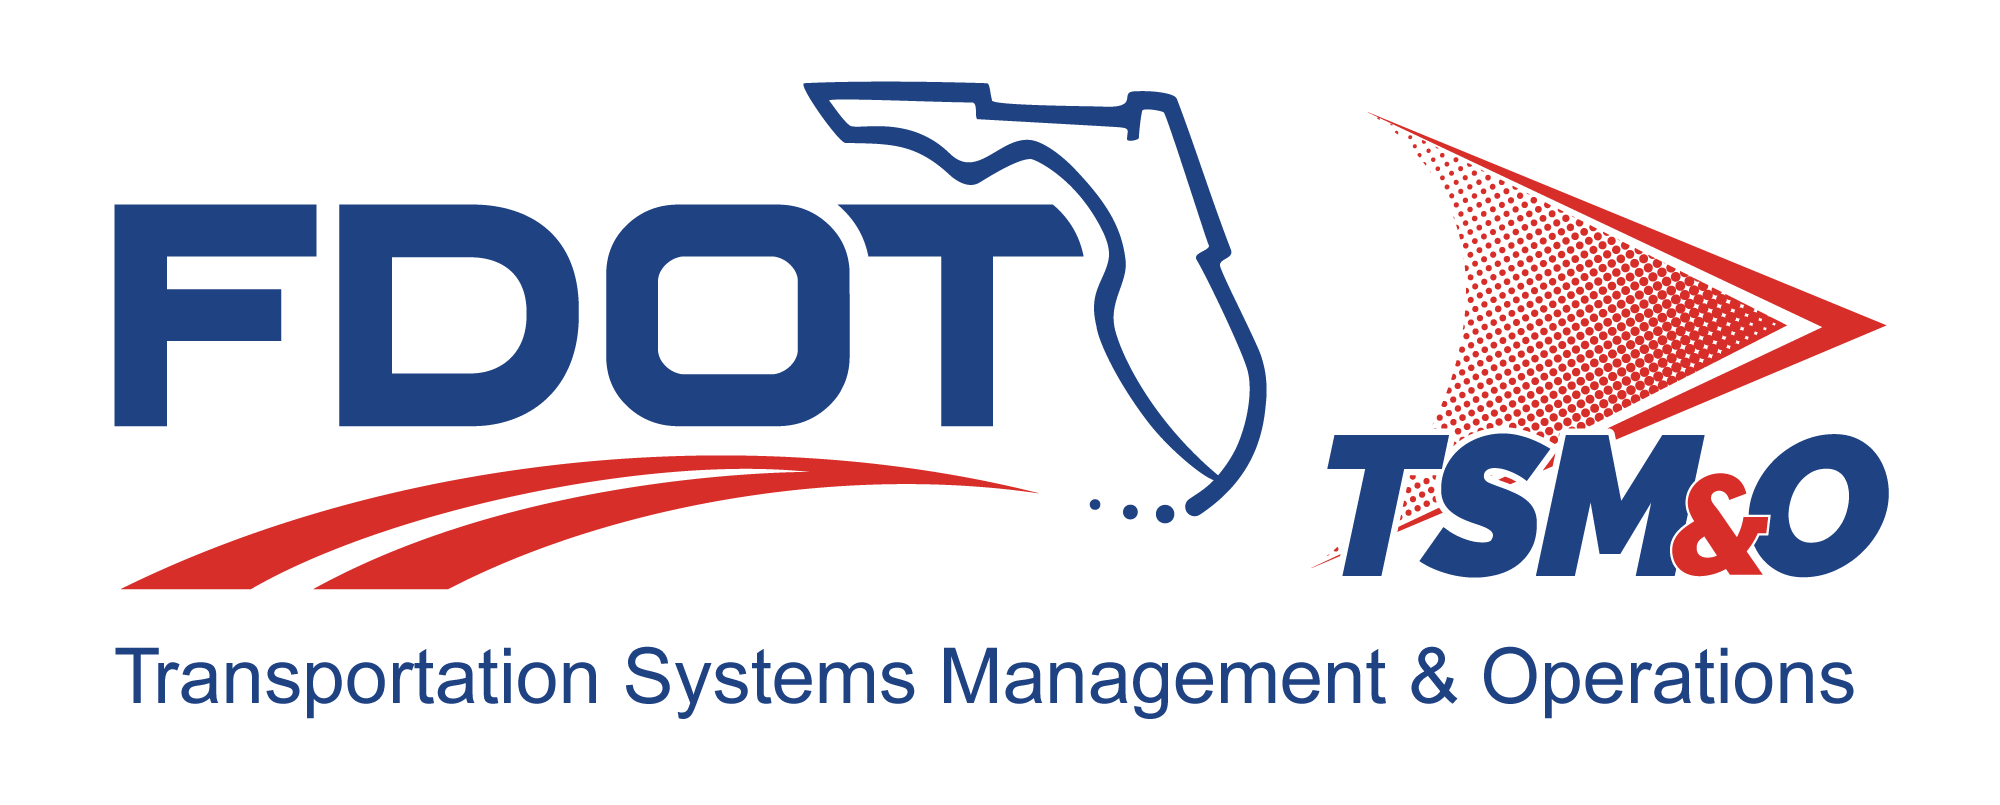 FDOT
TSM&O
Transportation Systems Management & Operations